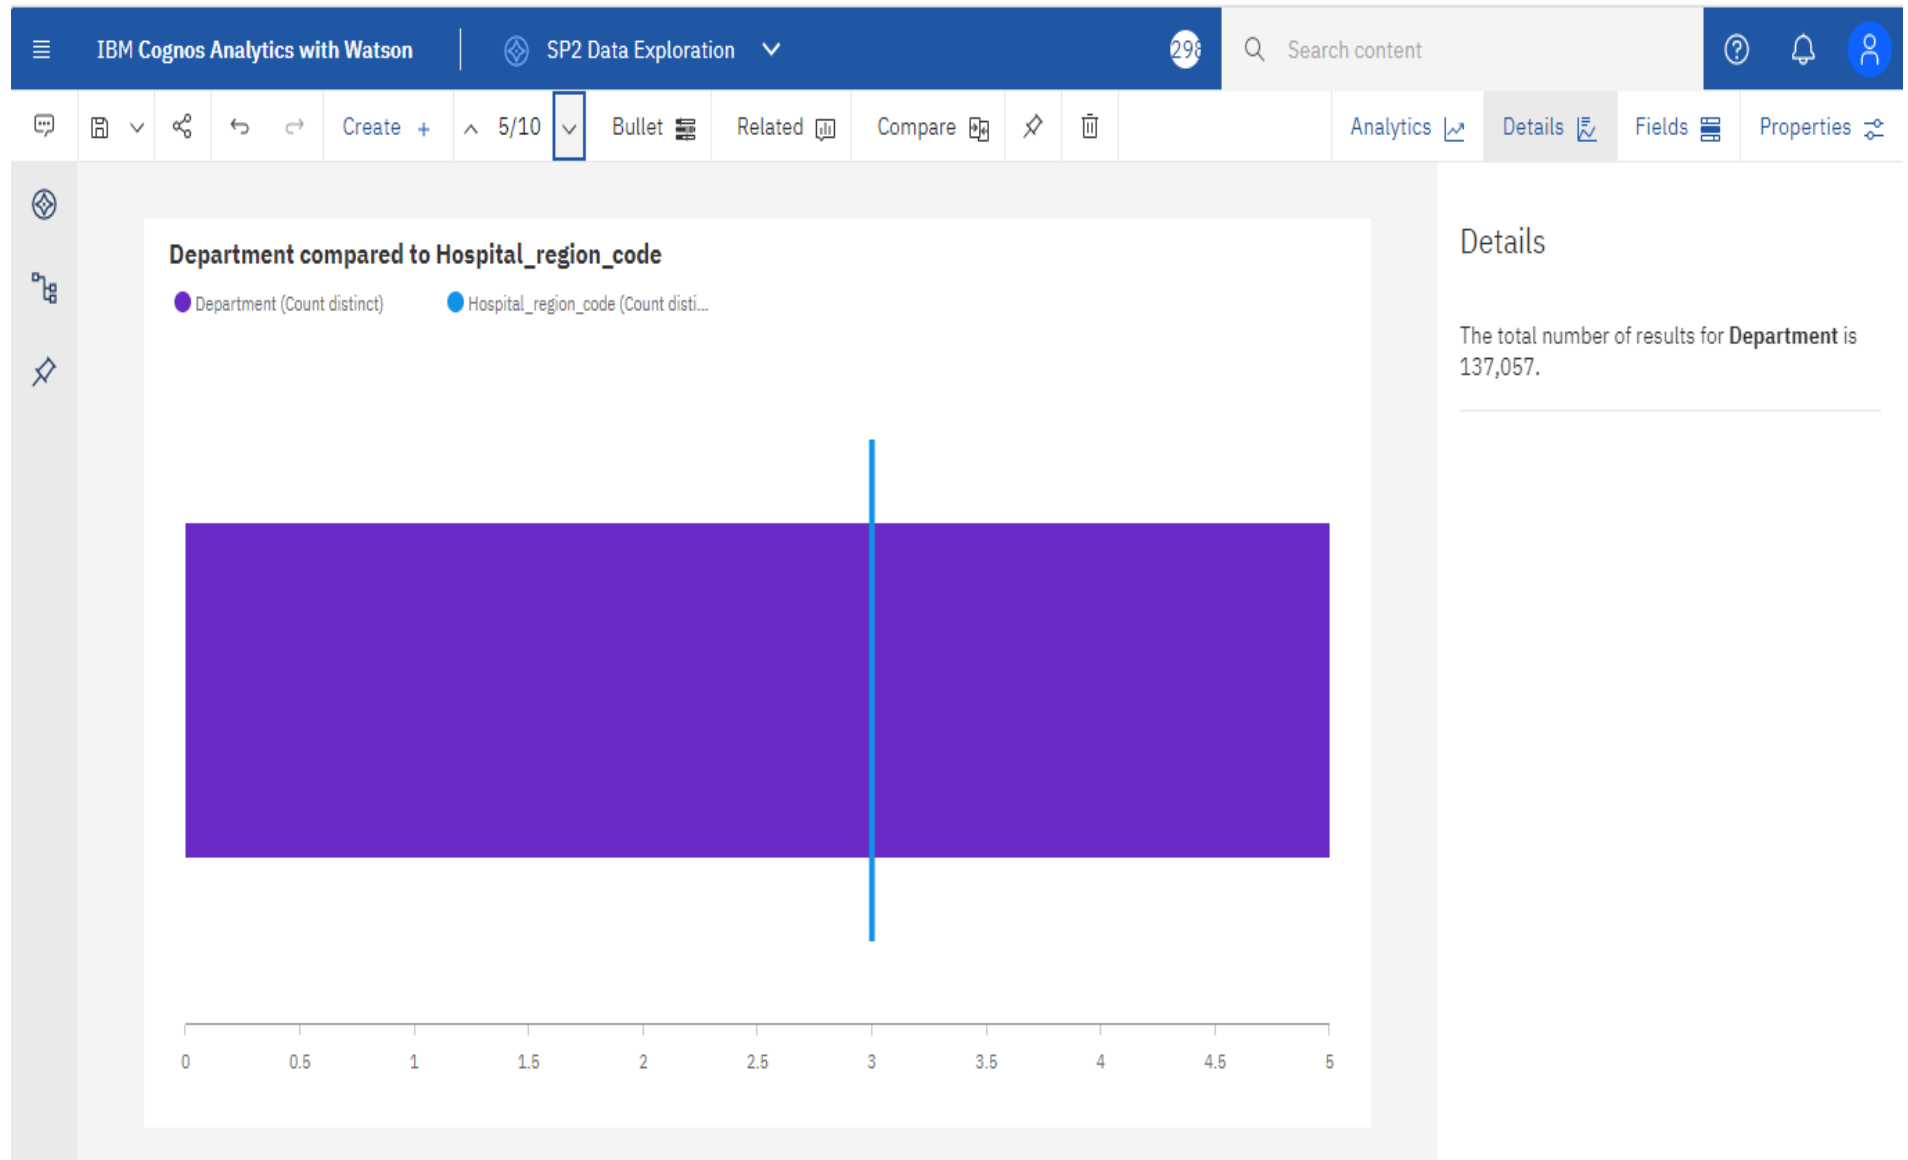 IBM Cognos Analytics with Watson
SP2 Data Exploration
298
Search content
Create +
5/10
Bullet
Related
Compare
Analytics
Details
Fields
Properties
Department compared to Hospital_region_code
Department (Count distinct)
Hospital_region_code (Count disti...
0 0.5 1 1.5 2 2.5 3 3.5 4 4.5 5
Details
The total number of results for Department is
137,057.